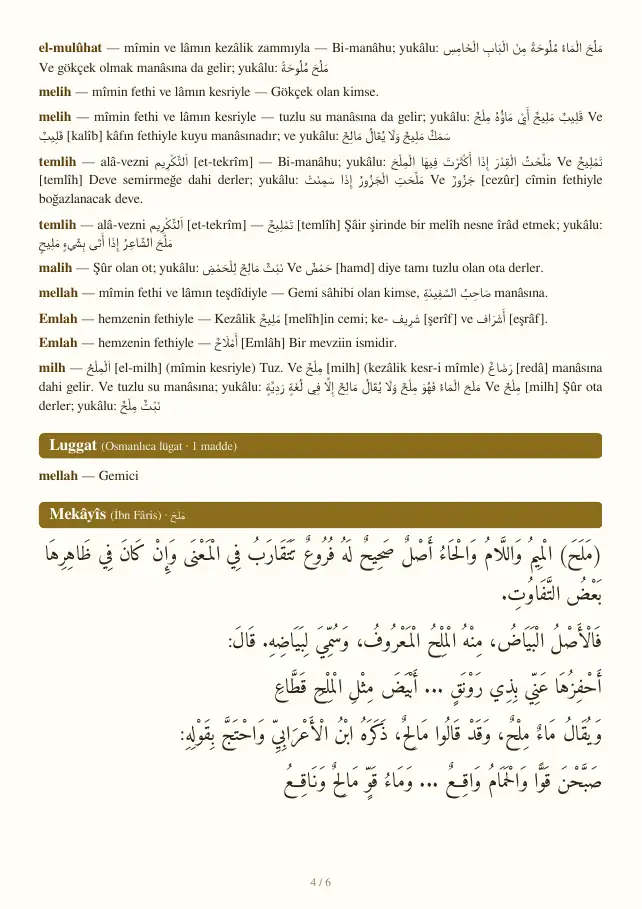 el-mulûhat — mîmin ve lâmın kezâlik zammıyla — Bi-manâhu; yukâlu: مَلُحَ الْمَاءُ مُلُوحَةً مِنَ الْبَابِ الْخَامِسِ
Ve gökçek olmak manâsına da gelir; yukâlu: مَلُحَ مُلُوحَةً
melih — mîmin fethi ve lâmın kesriyle — Gökçek olan kimse.
melih — mîmin fethi ve lâmın kesriyle — tuzlu su manâsına da gelir; yukâlu: قَلِيبٌ مَلِيحٌ أَيْ مَاؤُهُ مِلْحٌ Ve
قَلِيبٌ [kalîb] kâfın fethiyle kuyu manâsınadır; ve yukâlu: سَمَكٌ مَلِيحٌ وَلَا يُقَالُ مَالِحٌ
temlih — alâ-vezni اَلتَّكْرِيم [et-tekrîm] — Bi-manâhu; yukâlu: مَلَّحْتُ الْقِدْرَ إِذَا أَكْثَرْتَ فِيهَا الْمِلْحَ Ve تَمْلِيحٌ
[temlîh] Deve semirmeğe dahi derler; yukâlu: مَلَّحَتِ الْجَزُورُ إِذَا سَمِنَتْ Ve جَزُورٌ [cezûr] cîmin fethiyle
boğazlanacak deve.
temlih — alâ-vezni اَلتَّكْرِيم [et-tekrîm] — تَمْلِيحٌ [temlîh] Şâir şirinde bir melîh nesne îrâd etmek; yukâlu:
مَلَّحَ الشَّاعِرُ إِذَا أَتَى بِشَيْءٍ مَلِيحٍ
malih — Şûr olan ot; yukâlu: نَبْتٌ مَالِحٌ لِلْحَمْضِ Ve حَمْضٌ [hamd] diye tamı tuzlu olan ota derler.
mellah — mîmin fethi ve lâmın teşdîdiyle — Gemi sâhibi olan kimse, صَاحِبُ السَّفِينَةِ manâsına.
Emlah — hemzenin fethiyle — Kezâlik مَلِيحٌ [melîh]in cemi; ke- شَرِيف [şerîf] ve أَشْرَاف [eşrâf].
Emlah — hemzenin fethiyle — أَمْلَاحٌ [Emlâh] Bir mevziin ismidir.
milh — اَلْمِلْحُ [el-milh] (mîmin kesriyle) Tuz. Ve مِلْحٌ [milh] (kezâlik kesr-i mîmle) رَضَاعٌ [redâ] manâsına
dahi gelir. Ve tuzlu su manâsına; yukâlu: مَلَحَ الْمَاءُ فَهُوَ مِلْحٌ وَلَا يُقَالُ مَالِحٌ إِلَّا فِي لُغَةٍ رَدِيَّةٍ Ve مِلْحٌ [milh] Şûr ota
derler; yukâlu: نَبْتٌ مِلْحٌ
Luggat (Osmanlıca lügat · 1 madde)
mellah — Gemici
Mekâyîs (İbn Fâris) · مَلَحَ
(مَلَحَ) الْمِيمُ وَاللَّامُ وَالْحَاءُ أَصْلٌ صَحِيحٌ لَهُ فُرُوعٌ تَتَقَارَبُ فِي الْمَعْنَى وَإِنْ كَانَ فِي ظَاهِرِهَا
بَعْضُ التَّفَاوُتِ.
فَالْأَصْلُ الْبَيَاضُ، مِنْهُ الْمِلْحُ الْمَعْرُوفُ، وَسُمِّيَ لِبَيَاضِهِ. قَالَ:
أَحْفِزُهَا عَنِّي بِذِي رَوْنَقٍ ... أَبْيَضَ مِثْلِ الْمِلْحِ قَطَّاعِ
وَيُقَالُ مَاءٌ مِلْحٌ، وَقَدْ قَالُوا مَالِحٌ، ذَكَرَهُ ابْنُ الْأَعْرَابِيِّ وَاحْتَجَّ بِقَوْلِهِ:
صَبَّحْنَ قَوًّا وَالْحَمَامُ وَاقِعُ ... وَمَاءُ قَوٍّ مَالِحٌ وَنَاقِعُ
4 / 6